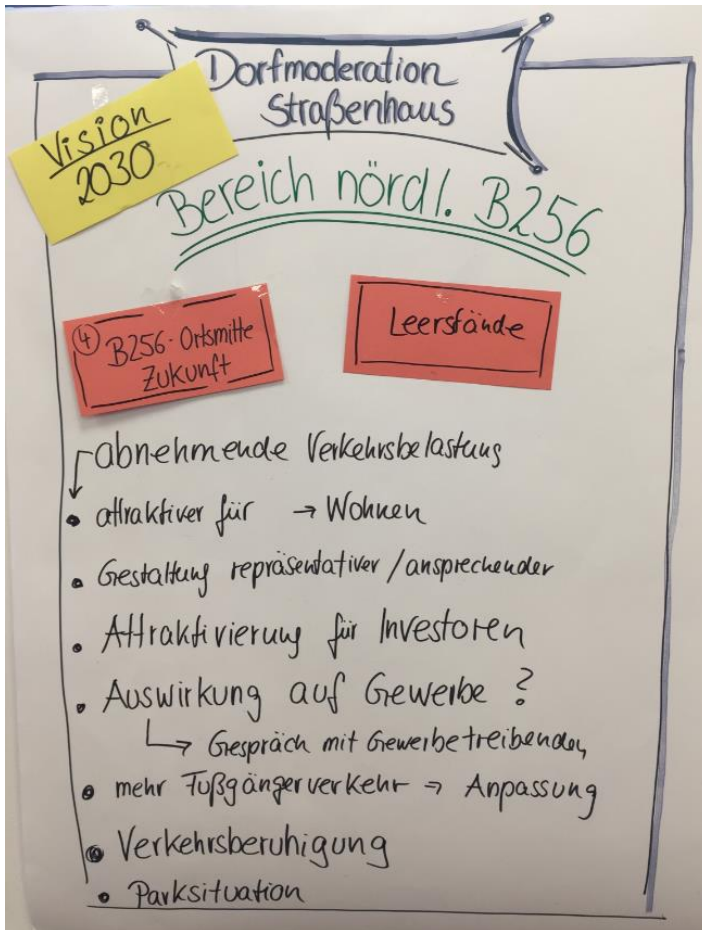 Dorfmoderation
Straßenhaus
Vision
2030
Bereich nördl. B256
④ B256-Ortsmitte
Zukunft
Leerstände
abnehmende Verkehrsbelastung
• attraktiver für → Wohnen
• Gestaltung repräsentativer / ansprechender
• Attraktivierung für Investoren
• Auswirkung auf Gewerbe ?
↳ Gespräch mit Gewerbetreibenden
• mehr Fußgängerverkehr → Anpassung
• Verkehrsberuhigung
• Parksituation